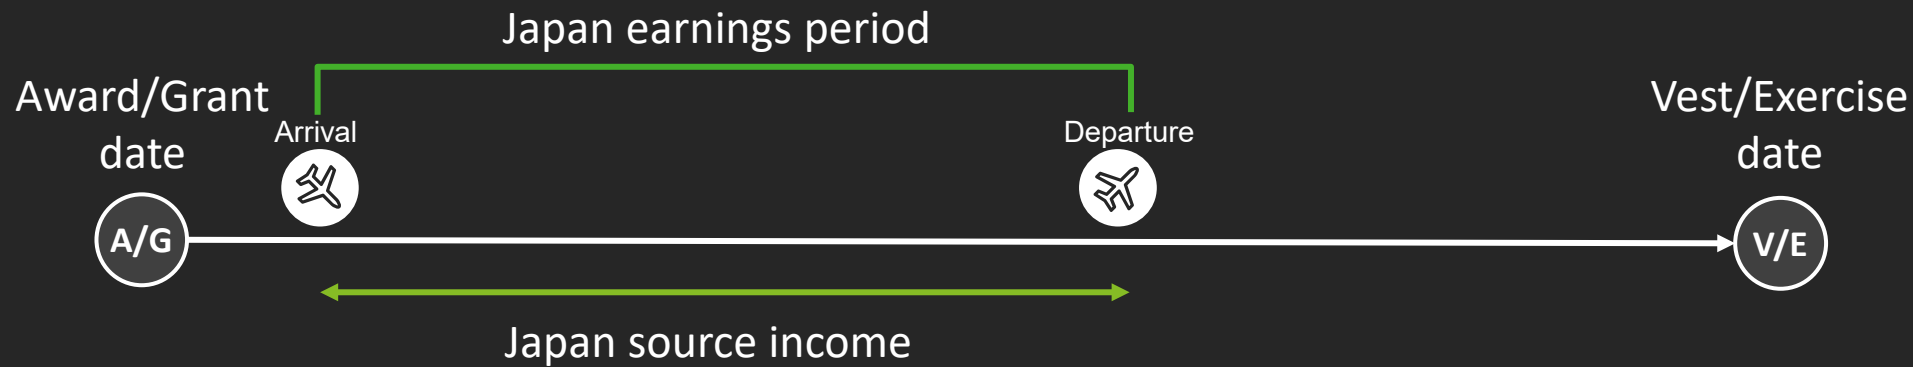 Japan earnings period
Award/Grant
date
Arrival
Departure
Vest/Exercise
date
A/G
V/E
Japan source income